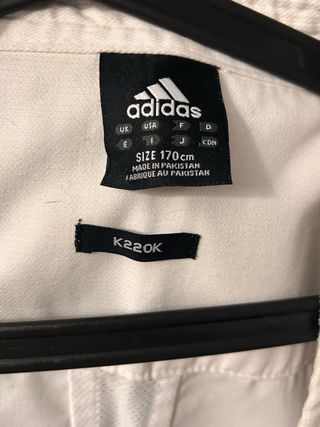 adidas
UK USA F D
E I J CDN
SIZE 170cm
MADE IN PAKISTAN
FABRIQUE AU PAKISTAN
K220K